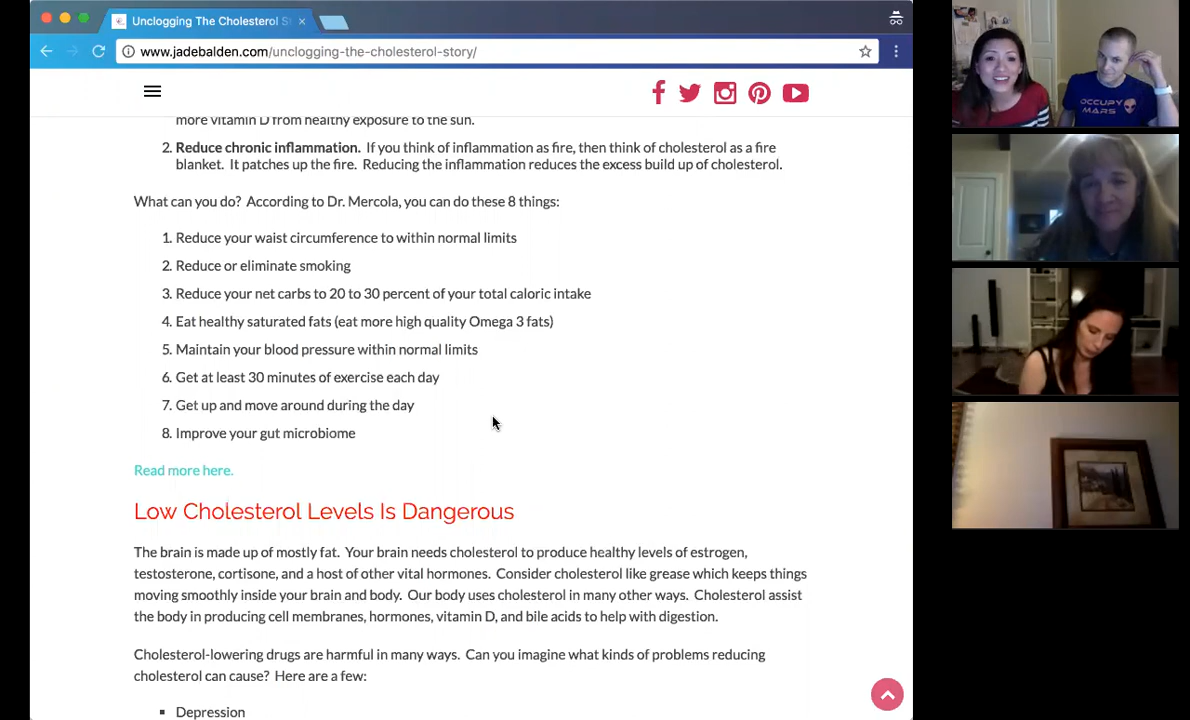 Unclogging The Cholesterol S
www.jadebalden.com/unclogging-the-cholesterol-story/
more vitamin D from healthy exposure to the sun.
2. Reduce chronic inflammation. If you think of inflammation as fire, then think of cholesterol as a fire
blanket. It patches up the fire. Reducing the inflammation reduces the excess build up of cholesterol.
What can you do? According to Dr. Mercola, you can do these 8 things:
1. Reduce your waist circumference to within normal limits
2. Reduce or eliminate smoking
3. Reduce your net carbs to 20 to 30 percent of your total caloric intake
4. Eat healthy saturated fats (eat more high quality Omega 3 fats)
5. Maintain your blood pressure within normal limits
6. Get at least 30 minutes of exercise each day
7. Get up and move around during the day
8. Improve your gut microbiome
Read more here.
Low Cholesterol Levels Is Dangerous
The brain is made up of mostly fat. Your brain needs cholesterol to produce healthy levels of estrogen,
testosterone, cortisone, and a host of other vital hormones. Consider cholesterol like grease which keeps things
moving smoothly inside your brain and body. Our body uses cholesterol in many other ways. Cholesterol assist
the body in producing cell membranes, hormones, vitamin D, and bile acids to help with digestion.
Cholesterol-lowering drugs are harmful in many ways. Can you imagine what kinds of problems reducing
cholesterol can cause? Here are a few:
▪ Depression
OCCUPY
MARS